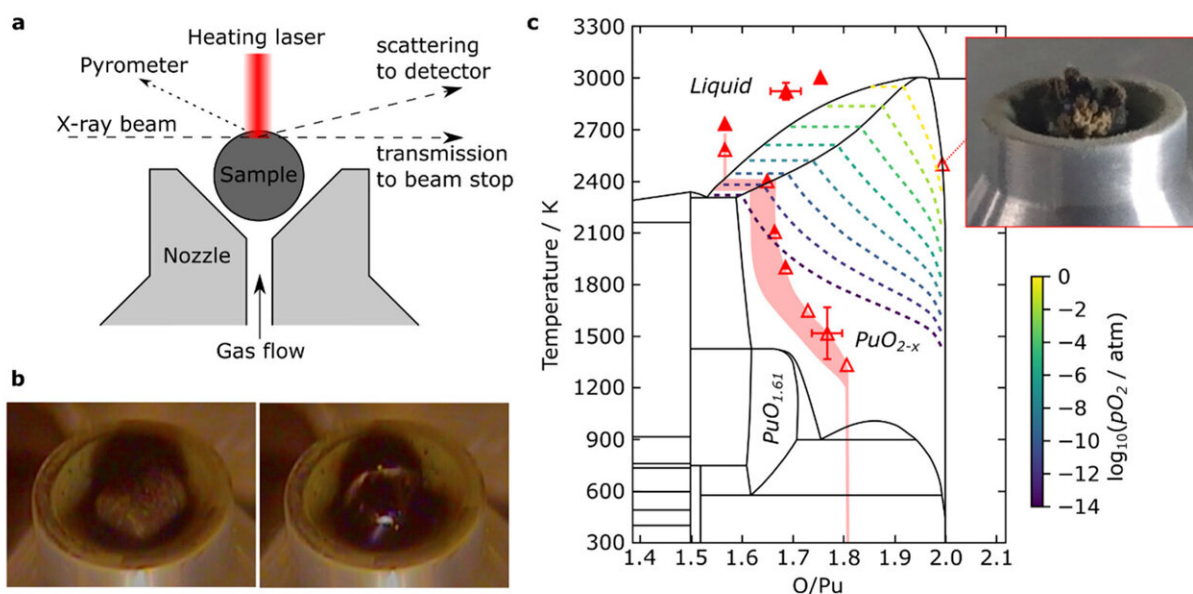 a
Heating laser
Pyrometer
scattering
to detector
X-ray beam
transmission
to beam stop
Sample
Nozzle
Gas flow
b
c
3300
3000
2700
2400
2100
1800
1500
1200
900
600
300
Temperature / K
Liquid
PuO2-x
PuO1.61
1.4 1.5 1.6 1.7 1.8 1.9 2.0 2.1
O/Pu
0
−2
−4
−6
−8
−10
−12
−14
log10(pO2 / atm)